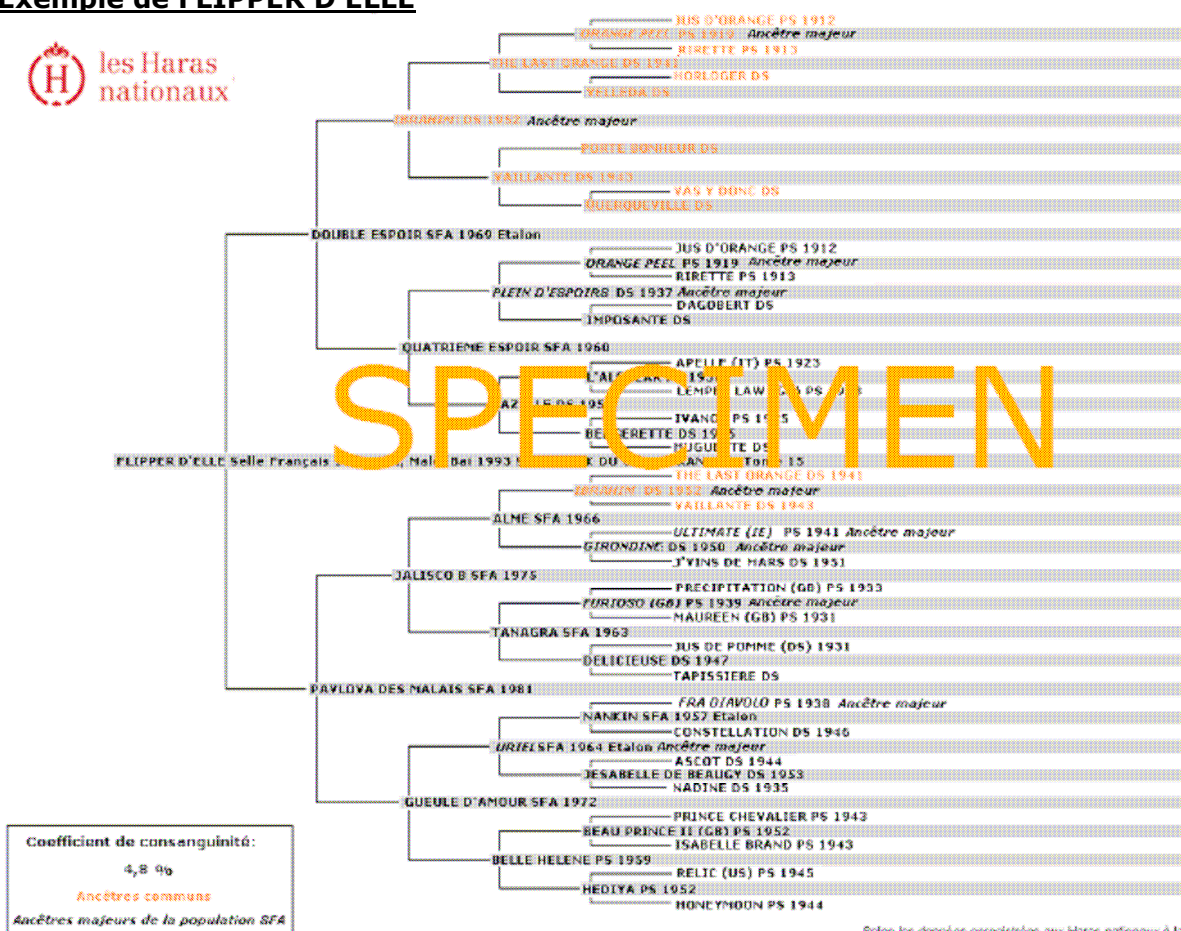 Exemple de FLIPPER D'ELLE
les Haras
nationaux
JUS D'ORANGE PS 1912
ORANGE PEEL PS 1919 Ancêtre majeur
RIRETTE PS 1913
THE LAST ORANGE DS 1941
HORLOGER DS
VELLEDA DS
DS 1952 Ancêtre majeur
PORTE BONHEUR DS
VAILLANTE DS 1943
VAS Y DONC DS
QUERQUEVILLE DS
DOUBLE ESPOIR SFA 1969 Etalon
JUS D'ORANGE PS 1912
ORANGE PEEL PS 1919 Ancêtre majeur
RIRETTE PS 1913
PLEIN D'ESPOIRS DS 1937 Ancêtre majeur
DAGOBERT DS
IMPOSANTE DS
QUATRIEME ESPOIR SFA 1960
APELLE (IT) PS 1923
SPECIMEN
DS
FLIPPER D'ELLE Selle Français Bai 1993 15
THE LAST ORANGE DS 1941
DS 1952 Ancêtre majeur
VAILLANTE DS 1943
ALME SFA 1966
ULTIMATE (IE) PS 1941 Ancêtre majeur
GIRONDINE DS 1950 Ancêtre majeur
J'VINS DE MARS DS 1931
JALISCO B SFA 1975
PRECIPITATION (GB) PS 1933
FURIOSO (GB) PS 1939 Ancêtre majeur
MAUREEN (GB) PS 1931
TANAGRA SFA 1963
JUS DE POMME (DS) 1931
DELICIEUSE DS 1947
TAPISSIERE DS
PAVLOVA DES MALAIS SFA 1981
FRA DIAVOLO PS 1938 Ancêtre majeur
NANKIN SFA 1957 Etalon
CONSTELLATION DS 1946
URIEL SFA 1964 Etalon Ancêtre majeur
ASCOT DS 1944
JESABELLE DE BEAUGY DS 1953
NADINE DS 1935
GUEULE D'AMOUR SFA 1972
PRINCE CHEVALIER PS 1943
BEAU PRINCE II (GB) PS 1952
ISABELLE BRAND PS 1943
BELLE HELENE PS 1959
RELIC (US) PS 1945
HEDIYA PS 1952
HONEYMOON PS 1944
Coefficient de consanguinité:
4,8 %
Ancêtres communs
Ancêtres majeurs de la population SFA